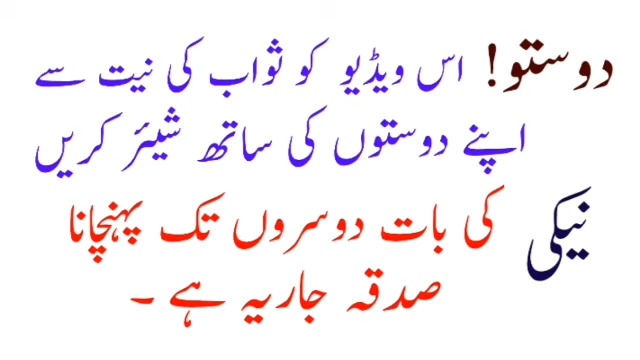 دوستو! اس ویڈیو کو ثواب کی نیت سے
اپنے دوستوں کی ساتھ شیئر کریں
نیکی کی بات دوسروں تک پہنچانا
صدقہ جاریہ ہے ۔